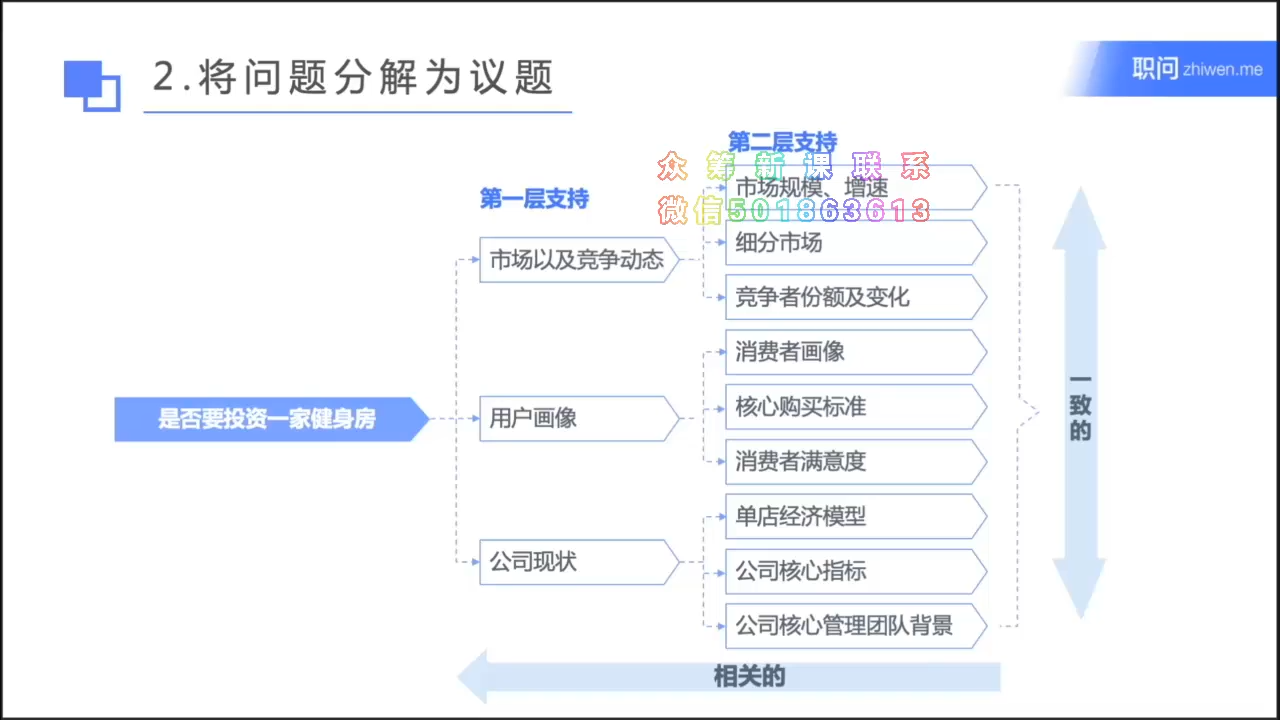 2.将问题分解为议题
职问 zhiwen.me
第二层支持
众筹新课联系
市场规模、增速
微信501863613
第一层支持
细分市场
市场以及竞争动态
竞争者份额及变化
消费者画像
是否要投资一家健身房
用户画像
核心购买标准
消费者满意度
单店经济模型
公司现状
公司核心指标
公司核心管理团队背景
一致的
相关的